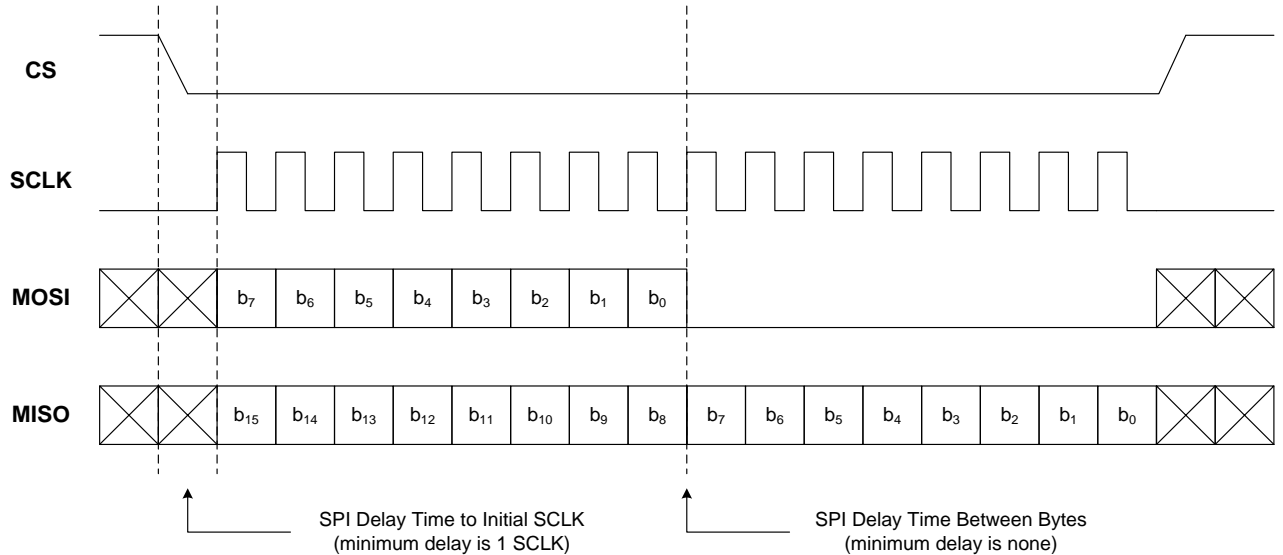 CS
SCLK
MOSI b₇ b₆ b₅ b₄ b₃ b₂ b₁ b₀
MISO b₁₅ b₁₄ b₁₃ b₁₂ b₁₁ b₁₀ b₉ b₈ b₇ b₆ b₅ b₄ b₃ b₂ b₁ b₀
SPI Delay Time to Initial SCLK
(minimum delay is 1 SCLK)
SPI Delay Time Between Bytes
(minimum delay is none)